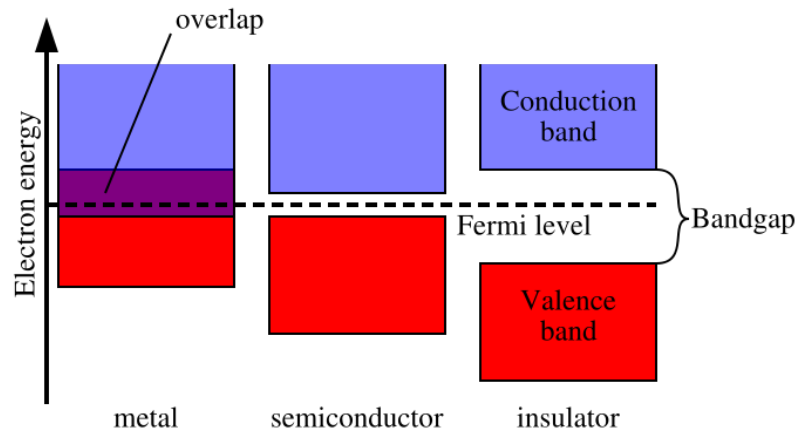 overlap
Electron energy
Conduction
band
Fermi level
Bandgap
Valence
band
metal
semiconductor
insulator